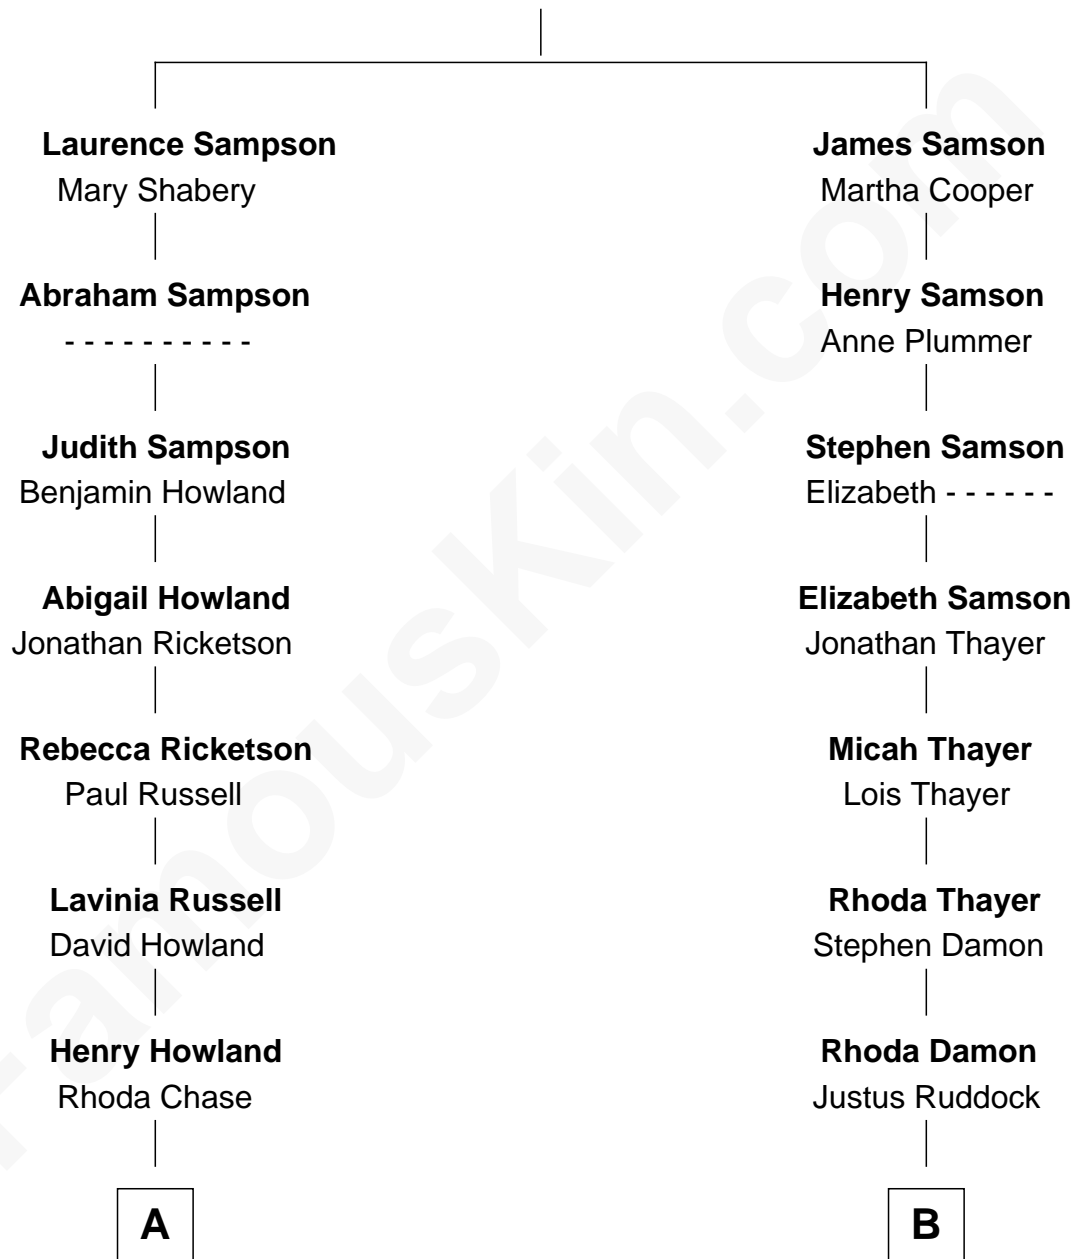 Laurence Sampson
Mary Shabery
James Samson
Martha Cooper
Abraham Sampson
- - - - - - - - - -
Henry Samson
Anne Plummer
Judith Sampson
Benjamin Howland
Stephen Samson
Elizabeth - - - - - -
Abigail Howland
Jonathan Ricketson
Elizabeth Samson
Jonathan Thayer
Rebecca Ricketson
Paul Russell
Micah Thayer
Lois Thayer
Lavinia Russell
David Howland
Rhoda Thayer
Stephen Damon
Henry Howland
Rhoda Chase
Rhoda Damon
Justus Ruddock
A
B
FamousKin.com